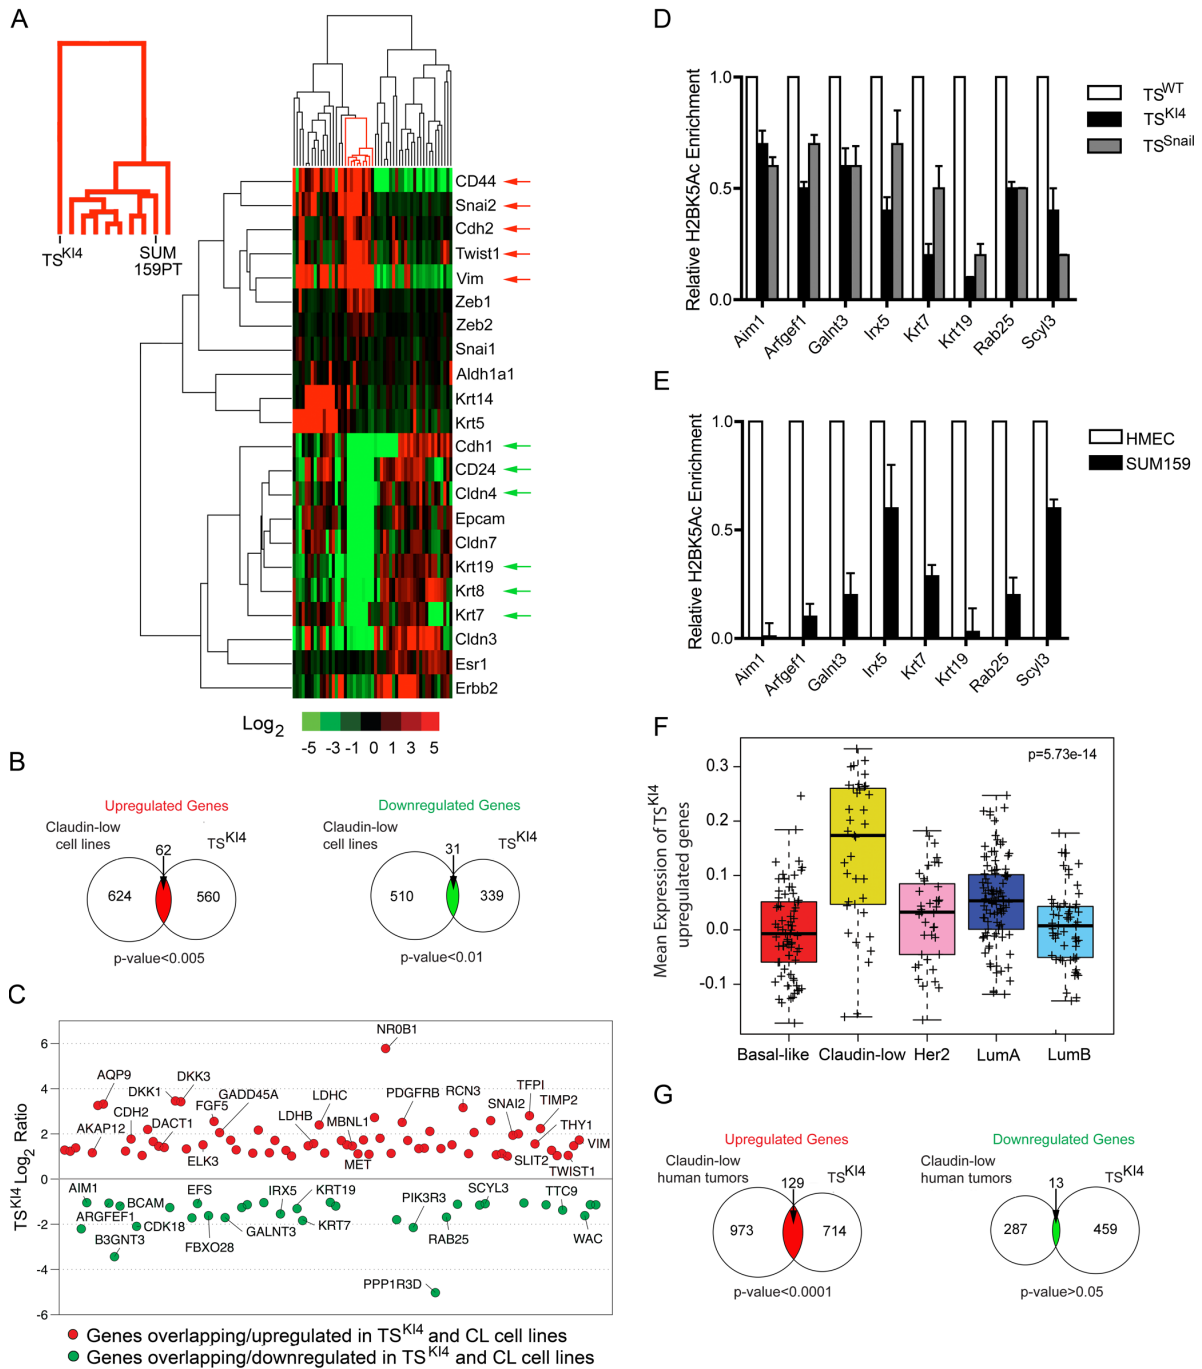 A
TS^KI4
SUM
159PT
CD44
Snai2
Cdh2
Twist1
Vim
Zeb1
Zeb2
Snai1
Aldh1a1
Krt14
Krt5
Cdh1
CD24
Cldn4
Epcam
Cldn7
Krt19
Krt8
Krt7
Cldn3
Esr1
Erbb2
Log2
-5 -3 -1 0 1 3 5
B
Upregulated Genes
Claudin-low
cell lines
62
TS^KI4
624
560
p-value<0.005
Downregulated Genes
Claudin-low
cell lines
31
TS^KI4
510
339
p-value<0.01
C
TS^KI4 Log2 Ratio
6
4
2
0
-2
-4
-6
NR0B1
AQP9
DKK1
DKK3
GADD45A
FGF5
CDH2
DACT1
AKAP12
ELK3
LDHB
LDHC
MBNL1
MET
PDGFRB
RCN3
TFPI
SNAI2
TIMP2
THY1
SLIT2
VIM
TWIST1
AIM1
ARGFEF1
BCAM
B3GNT3
CDK18
EFS
FBXO28
GALNT3
IRX5
KRT19
KRT7
PIK3R3
RAB25
SCYL3
TTC9
WAC
PPP1R3D
Genes overlapping/upregulated in TS^KI4 and CL cell lines
Genes overlapping/downregulated in TS^KI4 and CL cell lines
D
Relative H2BK5Ac Enrichment
1.0
0.5
0.0
Aim1
Arfgef1
Galnt3
Irx5
Krt7
Krt19
Rab25
Scyl3
TS^WT
TS^KI4
TS^Snail
E
Relative H2BK5Ac Enrichment
1.0
0.5
0.0
Aim1
Arfgef1
Galnt3
Irx5
Krt7
Krt19
Rab25
Scyl3
HMEC
SUM159
F
Mean Expression of TS^KI4
upregulated genes
0.3
0.2
0.1
0.0
-0.1
p=5.73e-14
Basal-like
Claudin-low
Her2
LumA
LumB
G
Upregulated Genes
Claudin-low
human tumors
129
TS^KI4
973
714
p-value<0.0001
Downregulated Genes
Claudin-low
human tumors
13
TS^KI4
287
459
p-value>0.05